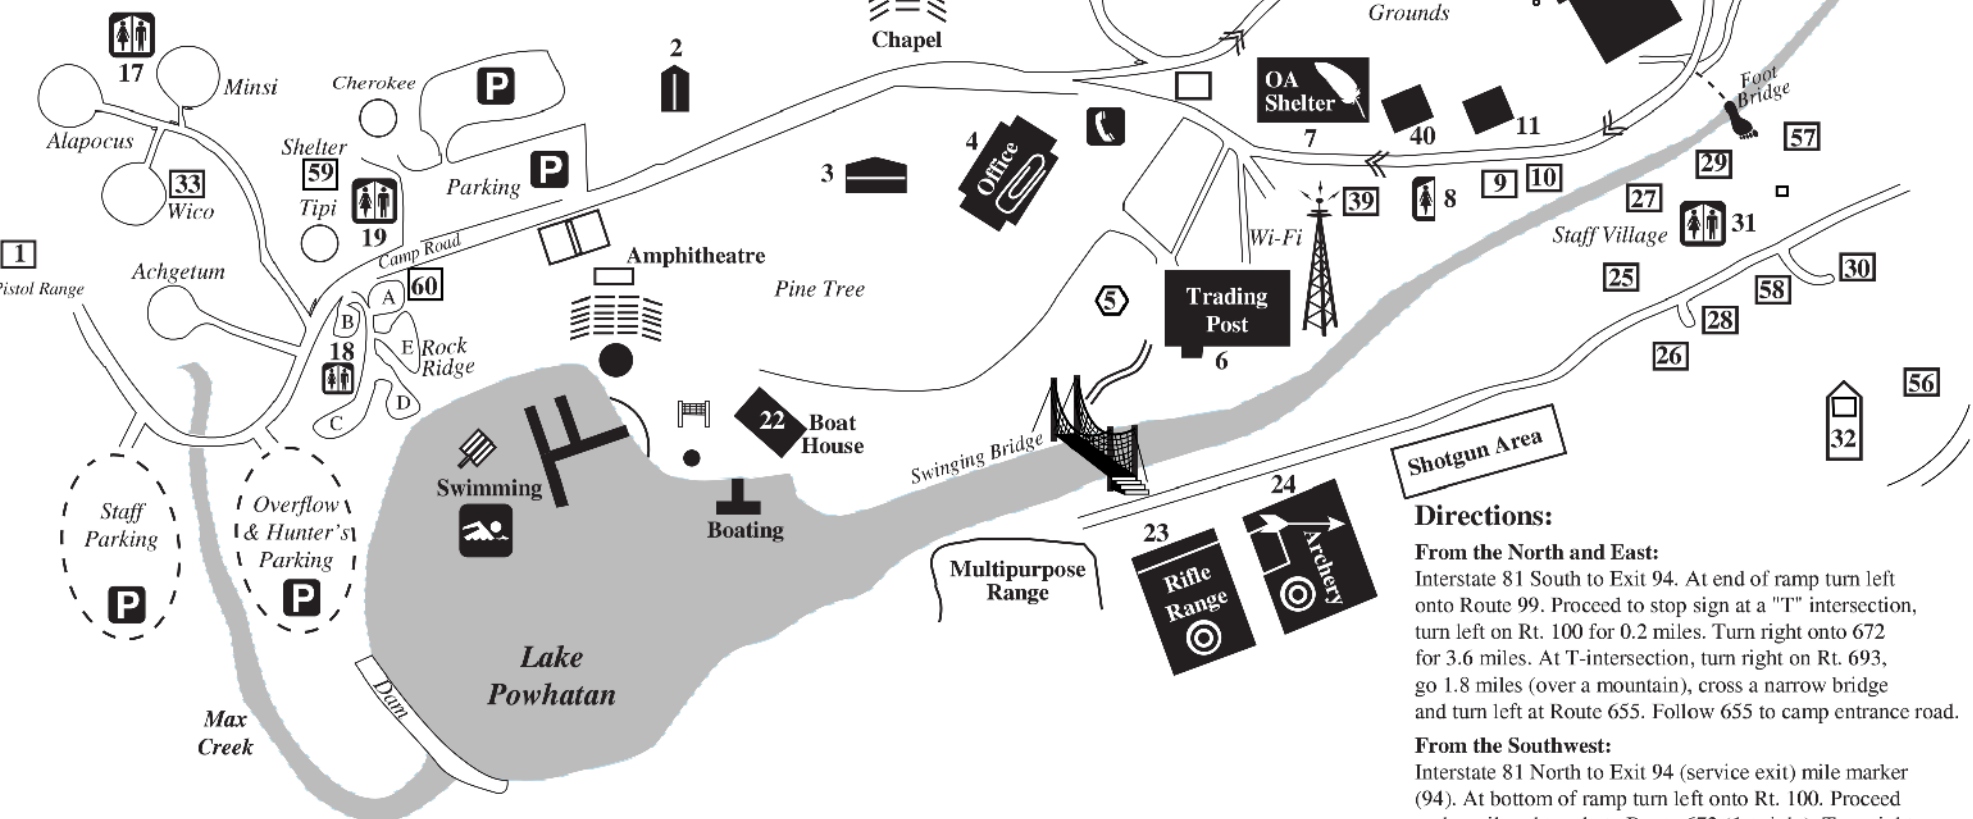 Grounds
Chapel
17
Minsi
Alapocus
33
Wico
1
Pistol Range
Achgetum
Cherokee
P
Shelter
59
Tipi
19
Parking
P
Camp Road
60
2
3
4
Office
OA
Shelter
7
40
11
Foot
Bridge
57
29
9
10
39
8
27
31
Staff Village
25
30
58
28
26
56
32
Wi-Fi
Amphitheatre
Pine Tree
5
Trading
Post
6
A
B
E
Rock
Ridge
18
D
C
22
Boat
House
Swinging Bridge
Shotgun Area
Swimming
Boating
Staff
Parking
P
Overflow
& Hunter's
Parking
P
Multipurpose
Range
23
Rifle
Range
24
Archery
Lake
Powhatan
Dam
Max
Creek
Directions:
From the North and East:
Interstate 81 South to Exit 94. At end of ramp turn left
onto Route 99. Proceed to stop sign at a "T" intersection,
turn left on Rt. 100 for 0.2 miles. Turn right onto 672
for 3.6 miles. At T-intersection, turn right on Rt. 693,
go 1.8 miles (over a mountain), cross a narrow bridge
and turn left at Route 655. Follow 655 to camp entrance road.
From the Southwest:
Interstate 81 North to Exit 94 (service exit) mile marker
(94). At bottom of ramp turn left onto Rt. 100. Proceed